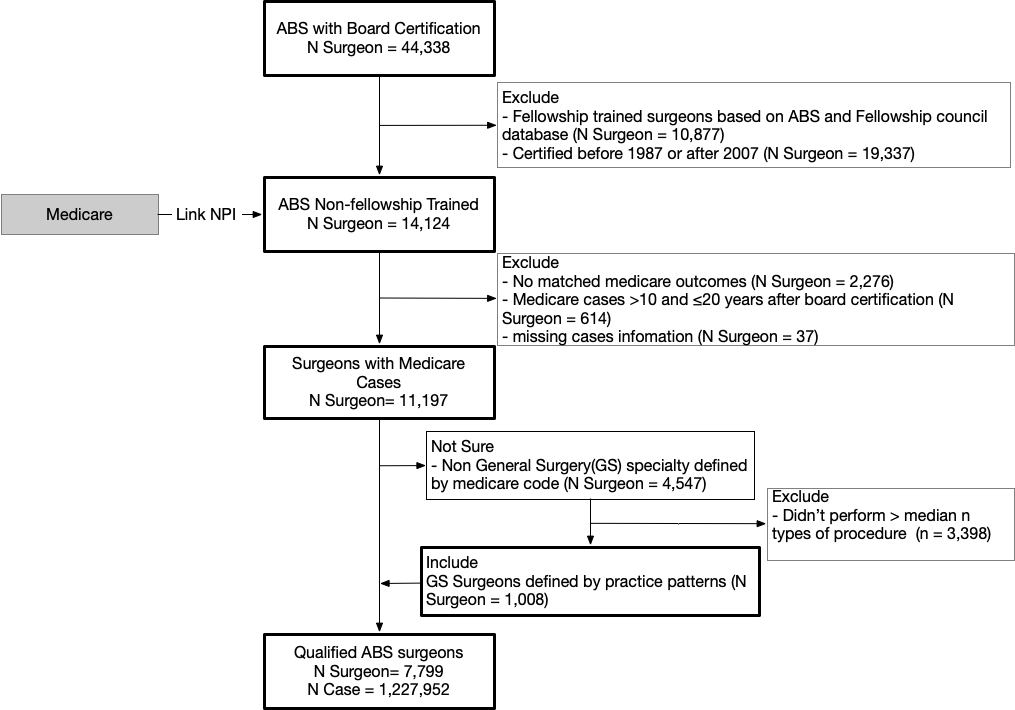 ABS with Board Certification
N Surgeon = 44,338
Exclude
- Fellowship trained surgeons based on ABS and Fellowship council
database (N Surgeon = 10,877)
- Certified before 1987 or after 2007 (N Surgeon = 19,337)
Medicare
Link NPI
ABS Non-fellowship Trained
N Surgeon = 14,124
Exclude
- No matched medicare outcomes (N Surgeon = 2,276)
- Medicare cases >10 and ≤20 years after board certification (N
Surgeon = 614)
- missing cases infomation (N Surgeon = 37)
Surgeons with Medicare
Cases
N Surgeon= 11,197
Not Sure
- Non General Surgery(GS) specialty defined
by medicare code (N Surgeon = 4,547)
Exclude
- Didn't perform > median n
types of procedure (n = 3,398)
Include
GS Surgeons defined by practice patterns (N
Surgeon = 1,008)
Qualified ABS surgeons
N Surgeon= 7,799
N Case = 1,227,952